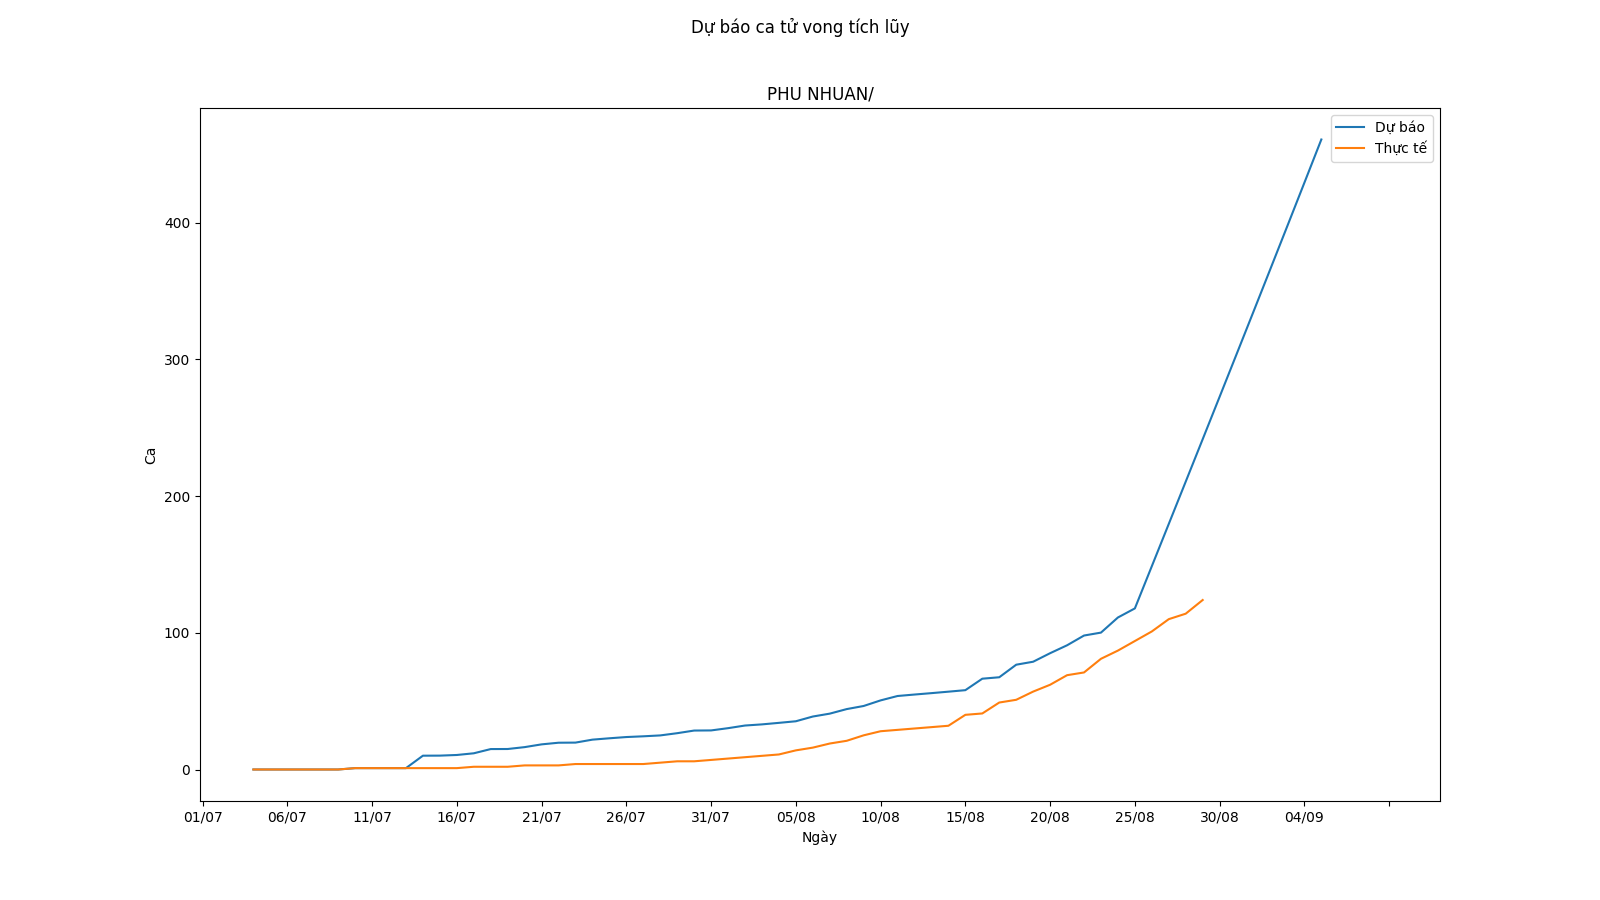 Dự báo ca tử vong tích lũy
PHU NHUAN/
Dự báo
Thực tế
400
300
200
100
0
Ca
01/07 06/07 11/07 16/07 21/07 26/07 31/07 05/08 10/08 15/08 20/08 25/08 30/08 04/09
Ngày